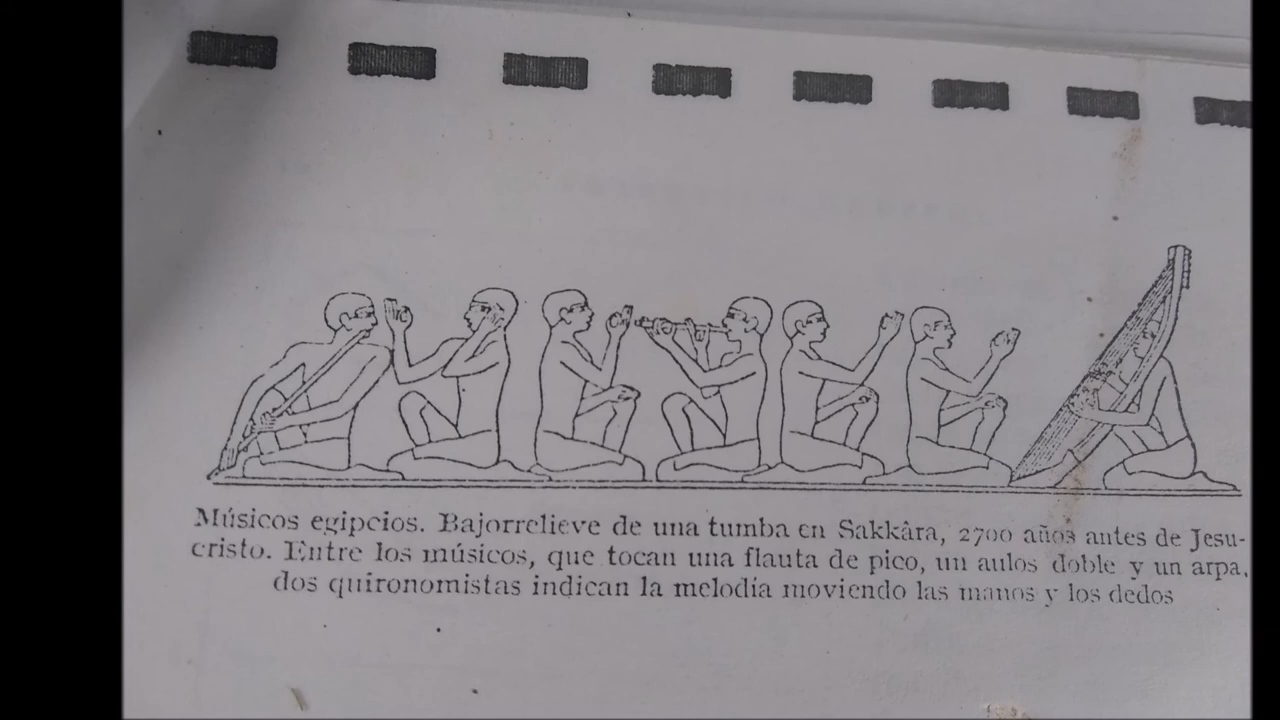 Músicos egipcios. Bajorrelieve de una tumba en Sakkâra, 2700 años antes de Jesu-
cristo. Entre los músicos, que tocan una flauta de pico, un aulos doble y un arpa,
dos quironomistas indican la melodía moviendo las manos y los dedos